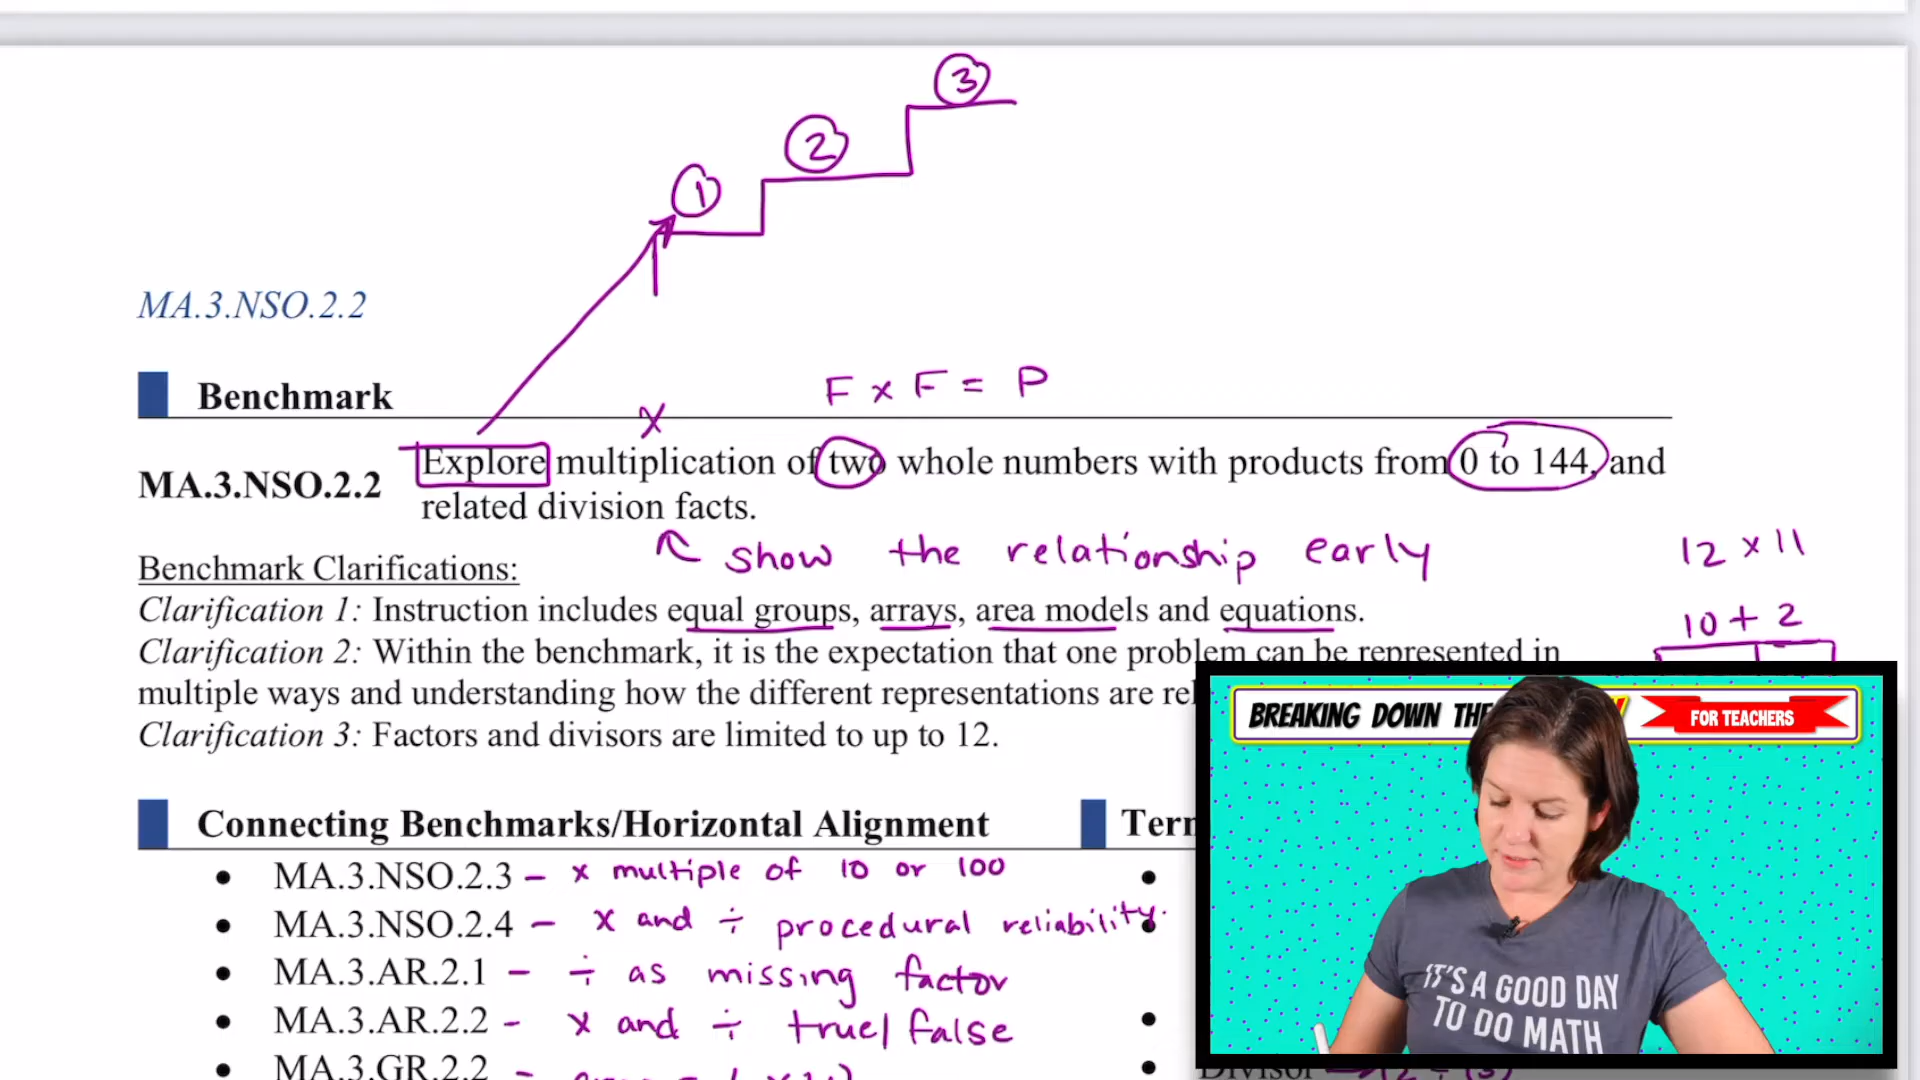 3
2
1
MA.3.NSO.2.2
F x F = P
Benchmark
x
MA.3.NSO.2.2 Explore multiplication of two whole numbers with products from 0 to 144, and
related division facts.
show the relationship early
12 x 11
Benchmark Clarifications:
Clarification 1: Instruction includes equal groups, arrays, area models and equations.
10 + 2
Clarification 2: Within the benchmark, it is the expectation that one problem can be represented in
multiple ways and understanding how the different representations are rel
Clarification 3: Factors and divisors are limited to up to 12.
BREAKING DOWN THE
FOR TEACHERS
Connecting Benchmarks/Horizontal Alignment
Term
• MA.3.NSO.2.3 – x multiple of 10 or 100
• MA.3.NSO.2.4 – x and ÷ procedural reliability.
• MA.3.AR.2.1 – ÷ as missing factor
• MA.3.AR.2.2 – x and ÷ true/false
• MA.3.GR.2.2 –
IT'S A GOOD DAY
TO DO MATH
Divisor